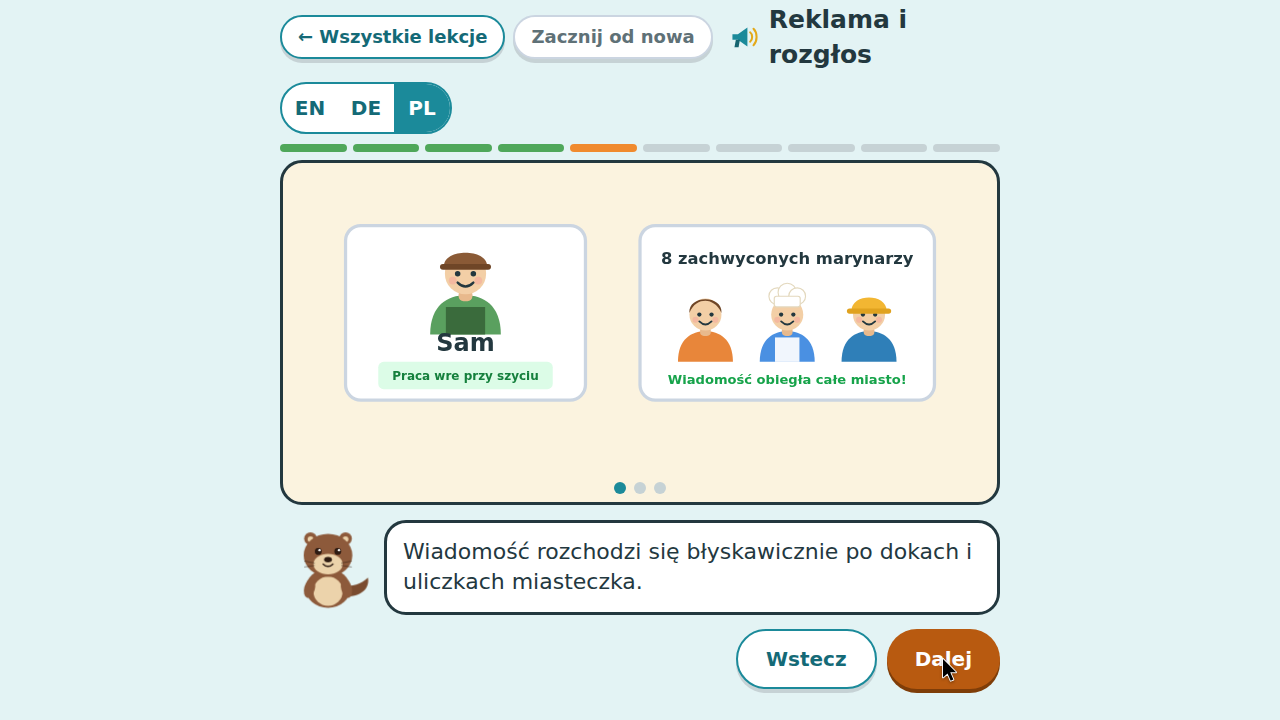 ← Wszystkie lekcje
Zacznij od nowa
Reklama i
rozgłos
EN DE PL
Sam
Praca wre przy szyciu
8 zachwyconych marynarzy
Wiadomość obiegła całe miasto!
Wiadomość rozchodzi się błyskawicznie po dokach i
uliczkach miasteczka.
Wstecz
Dalej